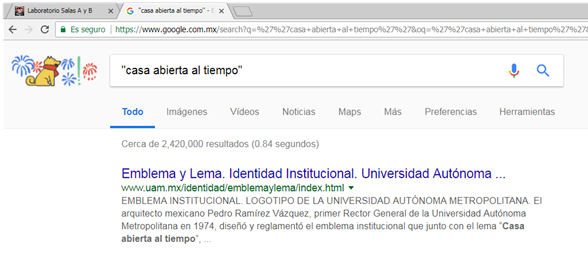 Laboratorio Salas A y B
"casa abierta al tiempo" - E
Es seguro | https://www.google.com.mx/search?q=%27%27casa+abierta+al+tiempo%27%27&oq=%27%27casa+abierta+al+tiempo%27%27&
"casa abierta al tiempo"
Todo Imágenes Vídeos Noticias Maps Más Preferencias Herramientas
Cerca de 2,420,000 resultados (0.84 segundos)
Emblema y Lema. Identidad Institucional. Universidad Autónoma ...
www.uam.mx/identidad/emblemaylema/index.html
EMBLEMA INSTITUCIONAL. LOGOTIPO DE LA UNIVERSIDAD AUTÓNOMA METROPOLITANA. El
arquitecto mexicano Pedro Ramírez Vázquez, primer Rector General de la Universidad Autónoma
Metropolitana en 1974, diseñó y reglamentó el emblema institucional que junto con el lema "Casa
abierta al tiempo", ...